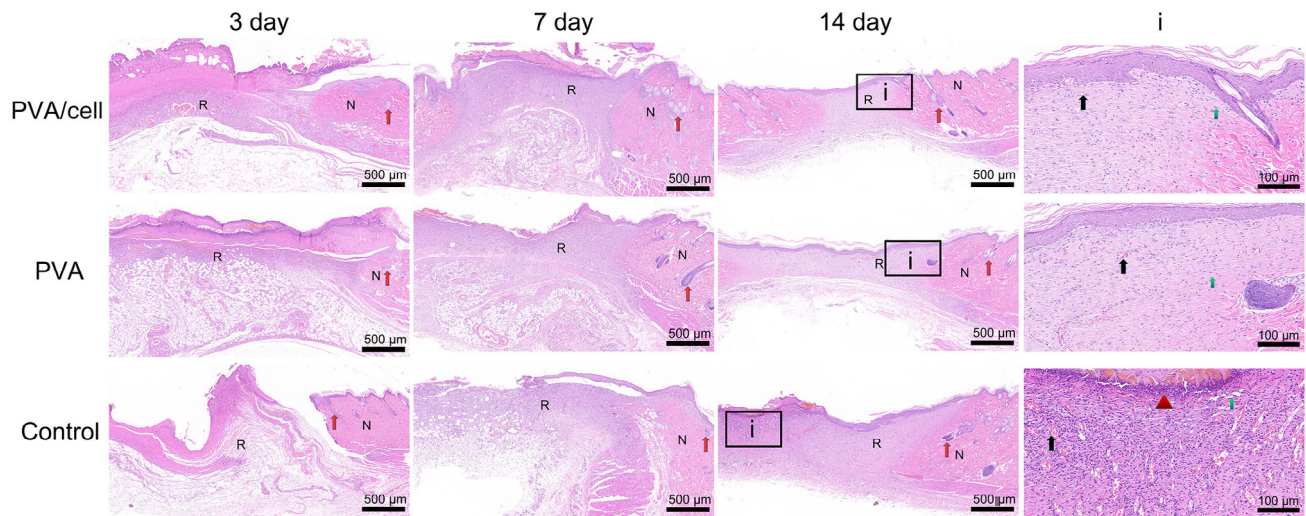 3 day 7 day 14 day i
PVA/cell
R N 500 μm
R N 500 μm
R i N 500 μm
100 μm
PVA
R N 500 μm
R N 500 μm
R i N 500 μm
100 μm
Control
R N 500 μm
R N 500 μm
i R N 500 μm
100 μm